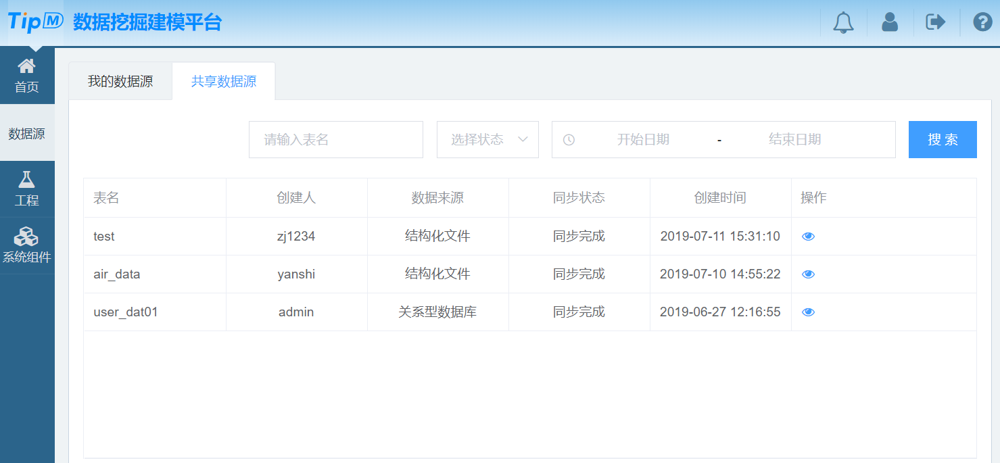 TipDM 数据挖掘建模平台
首页
数据源
工程
系统组件
我的数据源 共享数据源
请输入表名 选择状态 开始日期 - 结束日期 搜 索
表名 创建人 数据来源 同步状态 创建时间 操作
test zj1234 结构化文件 同步完成 2019-07-11 15:31:10
air_data yanshi 结构化文件 同步完成 2019-07-10 14:55:22
user_dat01 admin 关系型数据库 同步完成 2019-06-27 12:16:55